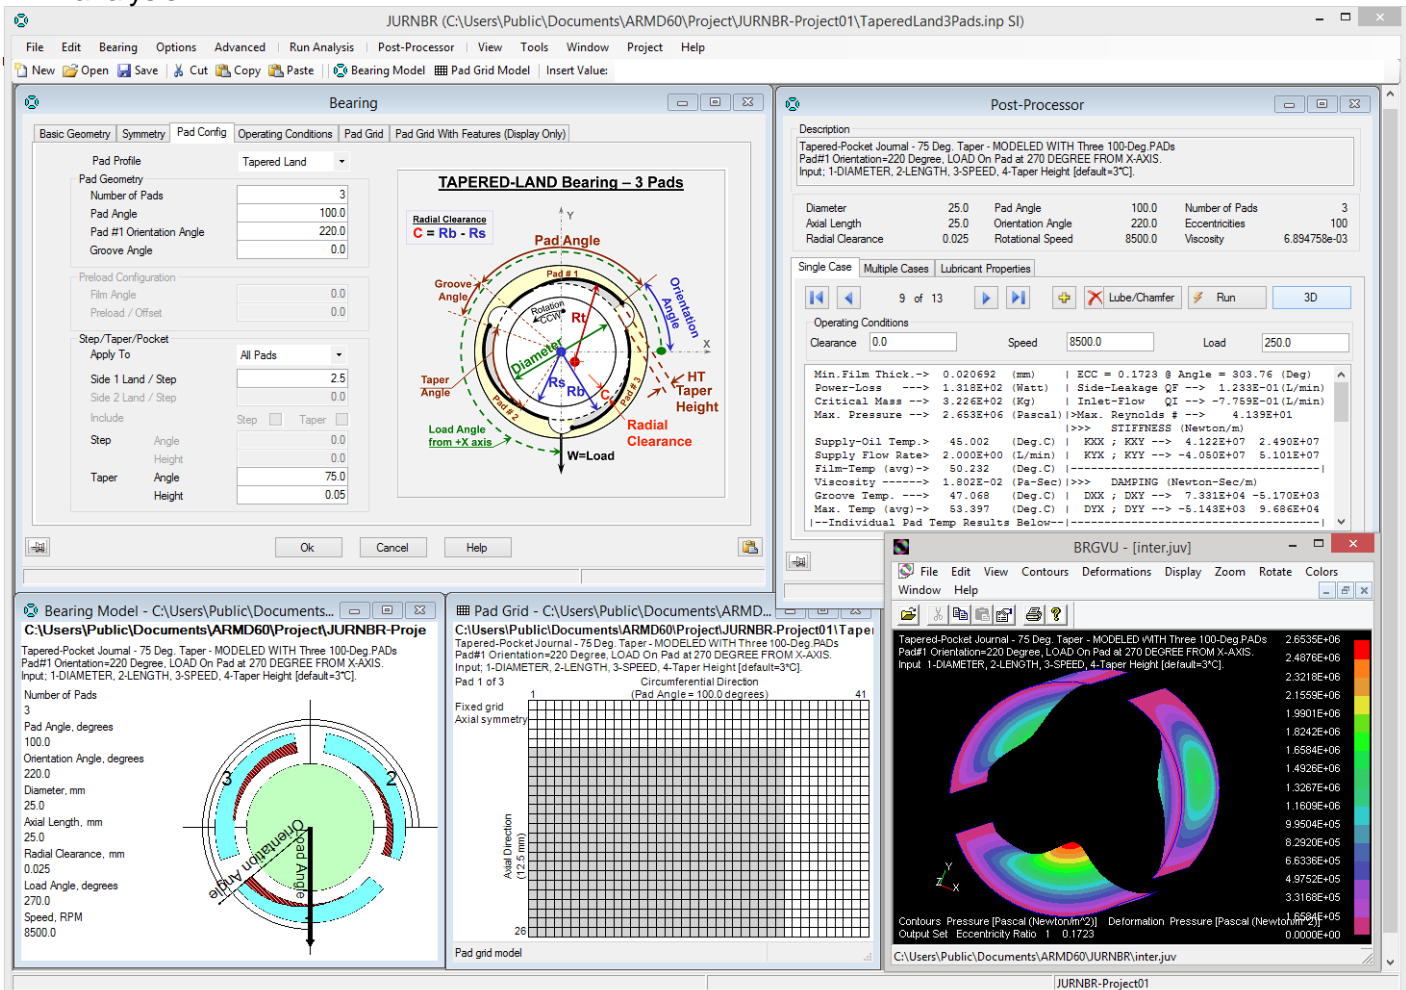 JURNBR (C:\Users\Public\Documents\ARMD60\Project\JURNBR-Project01\TaperedLand3Pads.inp SI)
File Edit Bearing Options Advanced Run Analysis Post-Processor View Tools Window Project Help
New Open Save Cut Copy Paste Bearing Model Pad Grid Model Insert Value:
Bearing
Basic Geometry Symmetry Pad Config Operating Conditions Pad Grid Pad Grid With Features (Display Only)
Pad Profile Tapered Land
Pad Geometry
Number of Pads 3
Pad Angle 100.0
Pad #1 Orientation Angle 220.0
Groove Angle 0.0
Preload Configuration
Film Angle 0.0
Preload / Offset 0.0
Step/Taper/Pocket
Apply To All Pads
Side 1 Land / Step 2.5
Side 2 Land / Step 0.0
Include Step Taper
Step Angle 0.0
Height 0.0
Taper Angle 75.0
Height 0.05
TAPERED-LAND Bearing – 3 Pads
Radial Clearance
C = Rb - Rs
Y
Pad Angle
Pad # 1
Groove
Angle
Orientation
Angle
Rotation
CCW
Rt
X
Diameter
Rs
Rb
C
Taper
Angle
Pad # 2
Pad # 3
HT
Taper
Height
Load Angle
from +X axis
Radial
Clearance
W=Load
Ok Cancel Help
Post-Processor
Description
Tapered-Pocket Journal - 75 Deg. Taper - MODELED WITH Three 100-Deg.PADs
Pad#1 Orientation=220 Degree, LOAD On Pad at 270 DEGREE FROM X-AXIS.
Input; 1-DIAMETER, 2-LENGTH, 3-SPEED, 4-Taper Height [default=3*C].
Diameter 25.0 Pad Angle 100.0 Number of Pads 3
Axial Length 25.0 Orientation Angle 220.0 Eccentricities 100
Radial Clearance 0.025 Rotational Speed 8500.0 Viscosity 6.894758e-03
Single Case Multiple Cases Lubricant Properties
9 of 13 Lube/Chamfer Run 3D
Operating Conditions
Clearance 0.0 Speed 8500.0 Load 250.0
Min.Film Thick.-> 0.020692 (mm) | ECC = 0.1723 @ Angle = 303.76 (Deg)
Power-Loss ---> 1.318E+02 (Watt) | Side-Leakage QF --> 1.233E-01(L/min)
Critical Mass --> 3.226E+02 (Kg) | Inlet-Flow QI --> -7.759E-01(L/min)
Max. Pressure --> 2.653E+06 (Pascal)|>Max. Reynolds # --> 4.139E+01
|>>> STIFFNESS (Newton/m)
Supply-Oil Temp.> 45.002 (Deg.C) | KXX ; KXY --> 4.122E+07 2.490E+07
Supply Flow Rate> 2.000E+00 (L/min) | KYX ; KYY --> -4.050E+07 5.101E+07
Film-Temp (avg)-> 50.232 (Deg.C) |--------------------------------------|
Viscosity ------> 1.802E-02 (Pa-Sec)|>>> DAMPING (Newton-Sec/m)
Groove Temp. ---> 47.068 (Deg.C) | DXX ; DXY --> 7.331E+04 -5.170E+03
Max. Temp (avg)-> 53.397 (Deg.C) | DYX ; DYY --> -5.143E+03 9.686E+04
|--Individual Pad Temp Results Below--|--------------------------------------|
Bearing Model - C:\Users\Public\Documents...
C:\Users\Public\Documents\ARMD60\Project\JURNBR-Proje
Tapered-Pocket Journal - 75 Deg. Taper - MODELED WITH Three 100-Deg.PADs
Pad#1 Orientation=220 Degree, LOAD On Pad at 270 DEGREE FROM X-AXIS.
Input; 1-DIAMETER, 2-LENGTH, 3-SPEED, 4-Taper Height [default=3*C].
Number of Pads
3
Pad Angle, degrees
100.0
Orientation Angle, degrees
220.0
Diameter, mm
25.0
Axial Length, mm
25.0
Radial Clearance, mm
0.025
Load Angle, degrees
270.0
Speed, RPM
8500.0
3
2
Orientation Angle
Load Angle
Pad Grid - C:\Users\Public\Documents\ARMD...
C:\Users\Public\Documents\ARMD60\Project\JURNBR-Project01\Taper
Tapered-Pocket Journal - 75 Deg. Taper - MODELED WITH Three 100-Deg.PADs
Pad#1 Orientation=220 Degree, LOAD On Pad at 270 DEGREE FROM X-AXIS.
Input; 1-DIAMETER, 2-LENGTH, 3-SPEED, 4-Taper Height [default=3*C].
Pad 1 of 3 Circumferential Direction
1 (Pad Angle = 100.0 degrees) 41
Fixed grid
Axial symmetry
Axial Direction
(12.5 mm)
26
Pad grid model
BRGVU - [inter.juv]
File Edit View Contours Deformations Display Zoom Rotate Colors
Window Help
Tapered-Pocket Journal - 75 Deg. Taper - MODELED WITH Three 100-Deg.PADs
Pad#1 Orientation=220 Degree, LOAD On Pad at 270 DEGREE FROM X-AXIS.
Input 1-DIAMETER, 2-LENGTH, 3-SPEED, 4-Taper Height [default=3*C].
2.6535E+06
2.4876E+06
2.3218E+06
2.1559E+06
1.9901E+06
1.8242E+06
1.6584E+06
1.4926E+06
1.3267E+06
1.1609E+06
9.9504E+05
8.2920E+05
6.6336E+05
4.9752E+05
3.3168E+05
1.6584E+05
0.0000E+00
Y
Z
X
Contours Pressure [Pascal (Newton/m^2)] Deformation Pressure [Pascal (Newton/m^2)]
Output Set Eccentricity Ratio 1 0.1723
C:\Users\Public\Documents\ARMD60\JURNBR\inter.juv
JURNBR-Project01